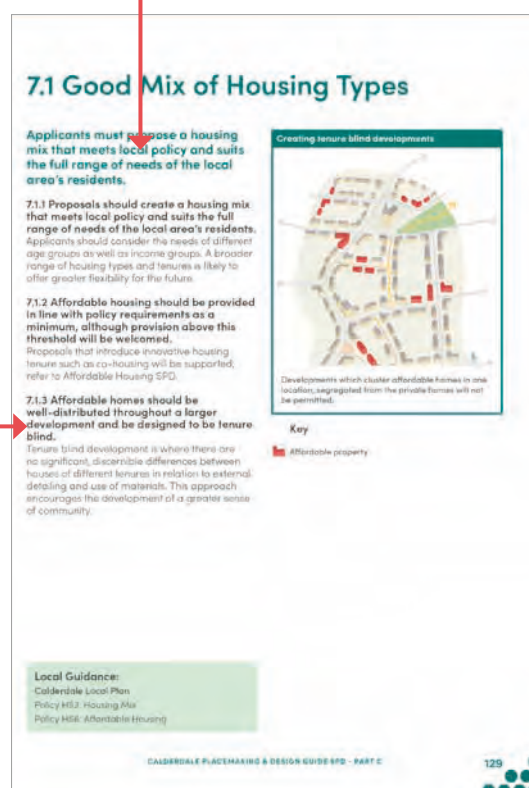 7.1 Good Mix of Housing Types
Applicants must propose a housing
mix that meets local policy and suits
the full range of needs of the local
area's residents.
7.1.1 Proposals should create a housing mix
that meets local policy and suits the full
range of needs of the local area's residents.
Applicants should consider the needs of different
age groups as well as income groups. A broader
range of housing types and tenures is likely to
offer greater flexibility for the future.
7.1.2 Affordable housing should be provided
in line with policy requirements as a
minimum, although provision above this
threshold will be welcomed.
Proposals that introduce innovative housing
tenure such as co-housing will be supported,
refer to Affordable Housing SPD.
7.1.3 Affordable homes should be
well-distributed throughout a larger
development and be designed to be tenure
blind.
Tenure blind development is where there are
no significant, discernible differences between
houses of different tenures in relation to external
detailing and use of materials. This approach
encourages the development of a greater sense
of community.
Creating tenure blind developments
Developments which cluster affordable homes in one
location, segregated from the private homes will not
be permitted.
Key
Affordable property
Local Guidance:
Calderdale Local Plan
Policy HS3: Housing Mix
Policy HS6: Affordable Housing
CALDERDALE PLACEMAKING & DESIGN GUIDE SPD - PART C
129